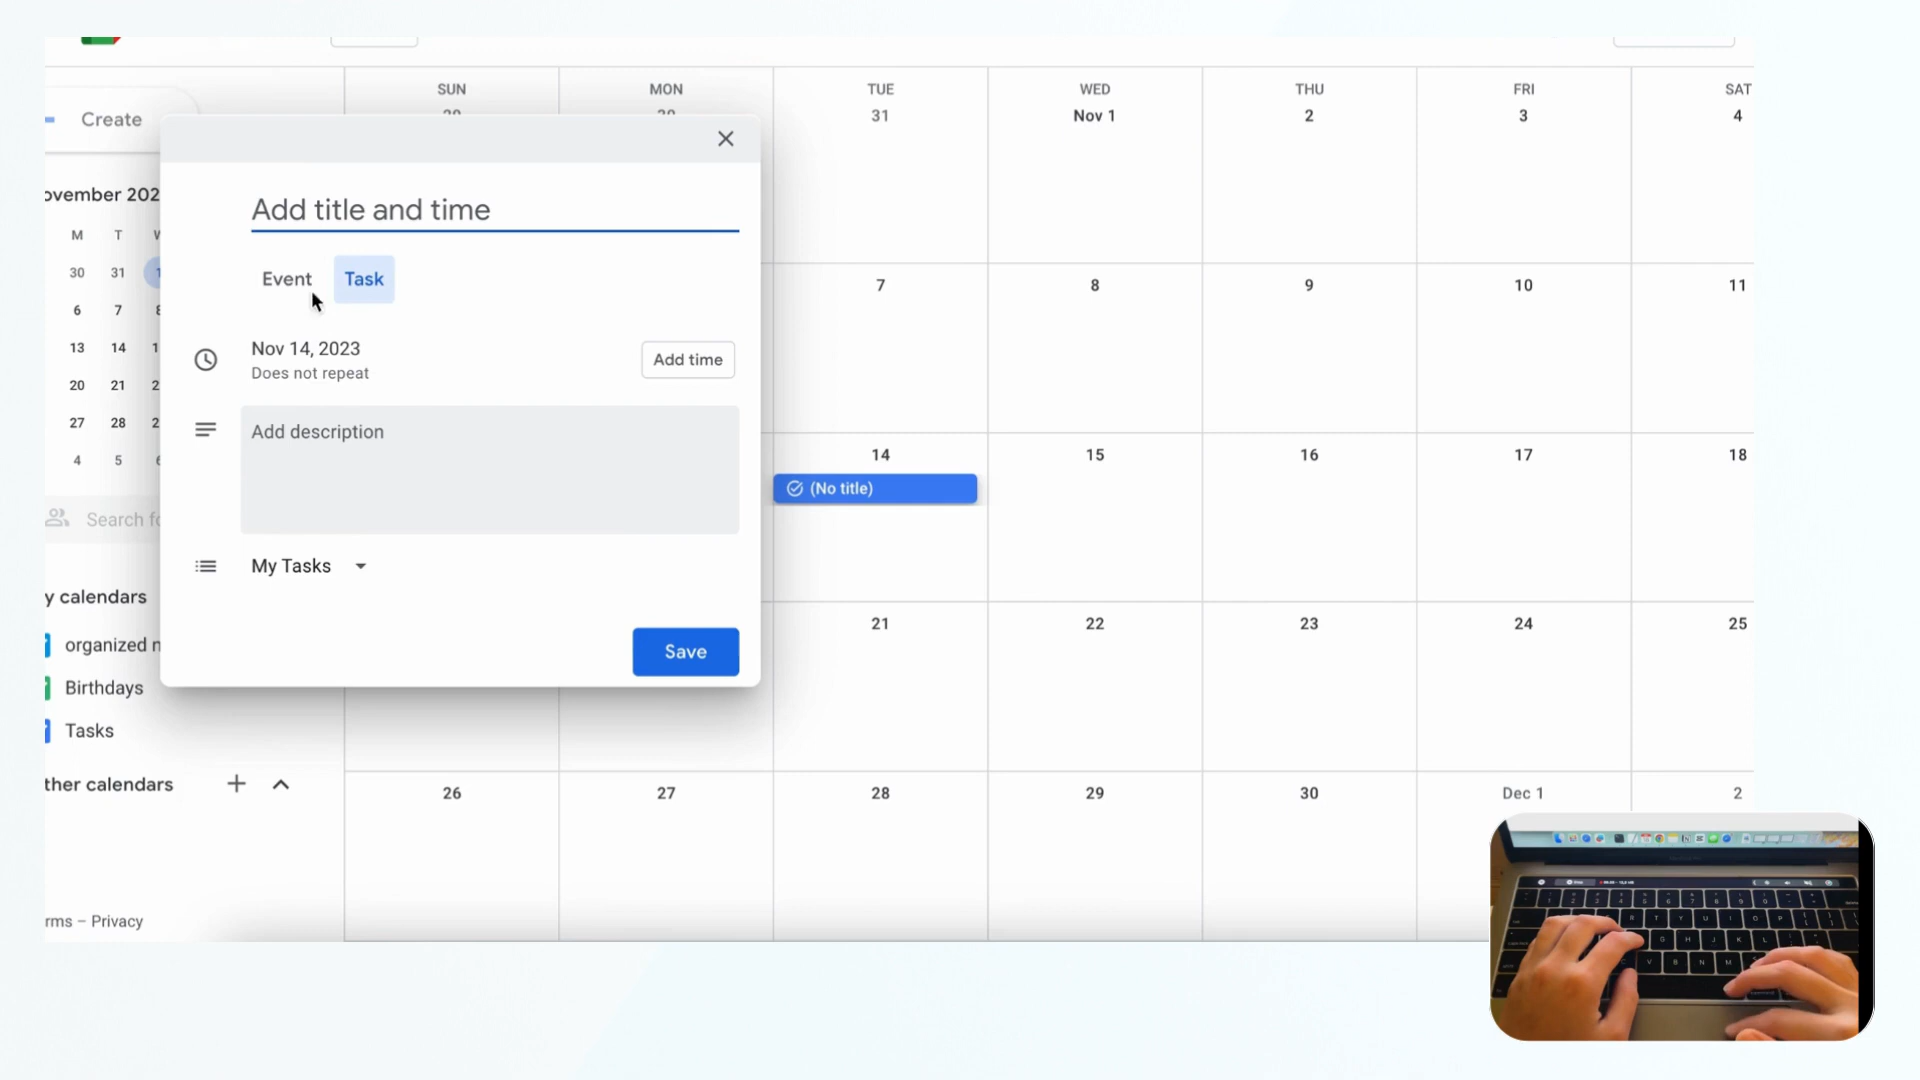 SUN MON TUE WED THU FRI SAT
31 Nov 1 2 3 4
Create
ovember 202
M T
30 31
6 7
13 14
20 21
27 28
4 5
Add title and time
Event Task
Nov 14, 2023
Does not repeat
Add time
Add description
My Tasks
Save
y calendars
organized
Birthdays
Tasks
ther calendars
rms – Privacy
7 8 9 10 11
14 15 16 17 18
(No title)
21 22 23 24 25
26 27 28 29 30 Dec 1 2